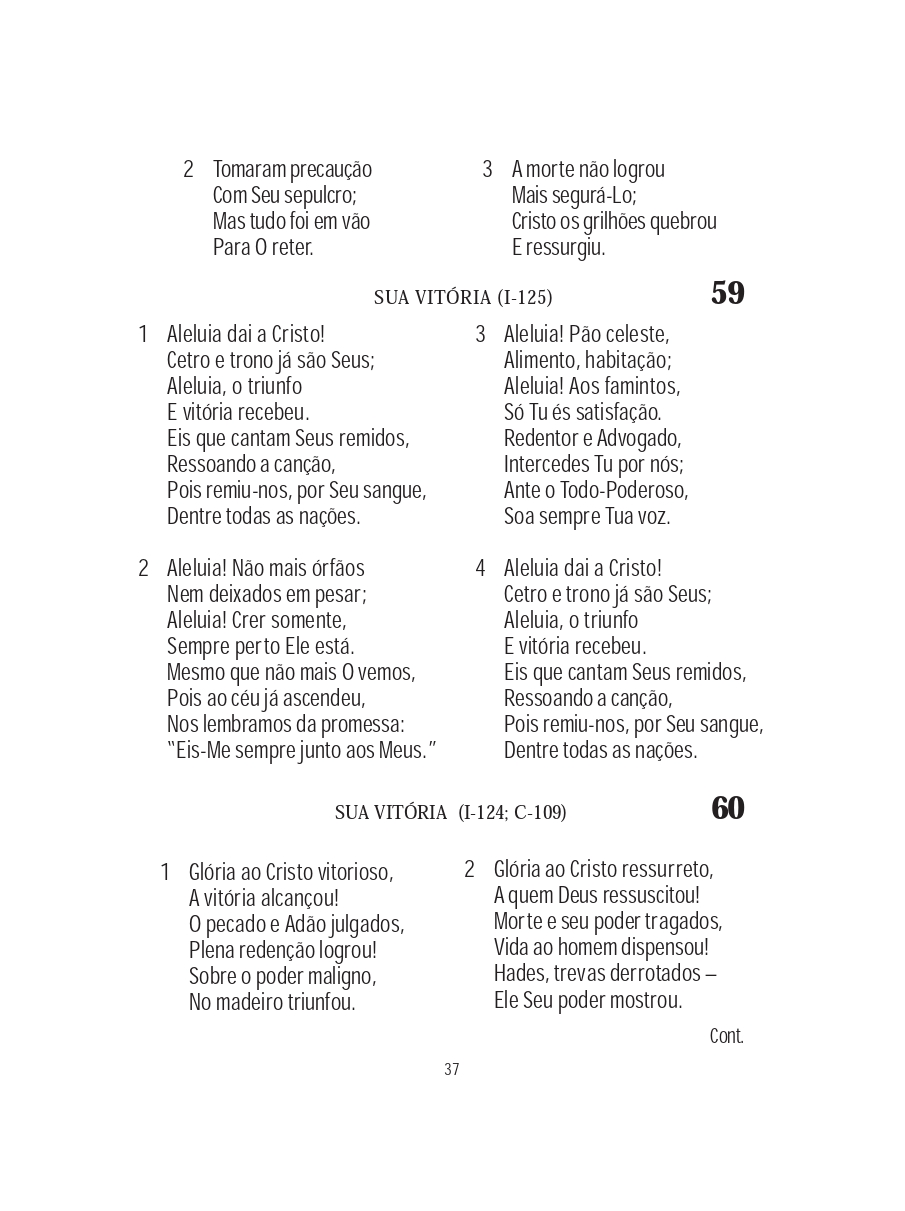 2 Tomaram precaução
Com Seu sepulcro;
Mas tudo foi em vão
Para O reter.
3 A morte não logrou
Mais segurá-Lo;
Cristo os grilhões quebrou
E ressurgiu.
SUA VITÓRIA (I-125) 59
1 Aleluia dai a Cristo!
Cetro e trono já são Seus;
Aleluia, o triunfo
E vitória recebeu.
Eis que cantam Seus remidos,
Ressoando a canção,
Pois remiu-nos, por Seu sangue,
Dentre todas as nações.
2 Aleluia! Não mais órfãos
Nem deixados em pesar;
Aleluia! Crer somente,
Sempre perto Ele está.
Mesmo que não mais O vemos,
Pois ao céu já ascendeu,
Nos lembramos da promessa:
“Eis-Me sempre junto aos Meus.”
3 Aleluia! Pão celeste,
Alimento, habitação;
Aleluia! Aos famintos,
Só Tu és satisfação.
Redentor e Advogado,
Intercedes Tu por nós;
Ante o Todo-Poderoso,
Soa sempre Tua voz.
4 Aleluia dai a Cristo!
Cetro e trono já são Seus;
Aleluia, o triunfo
E vitória recebeu.
Eis que cantam Seus remidos,
Ressoando a canção,
Pois remiu-nos, por Seu sangue,
Dentre todas as nações.
SUA VITÓRIA (I-124; C-109) 60
1 Glória ao Cristo vitorioso,
A vitória alcançou!
O pecado e Adão julgados,
Plena redenção logrou!
Sobre o poder maligno,
No madeiro triunfou.
2 Glória ao Cristo ressurreto,
A quem Deus ressuscitou!
Morte e seu poder tragados,
Vida ao homem dispensou!
Hades, trevas derrotados –
Ele Seu poder mostrou.
Cont.
37